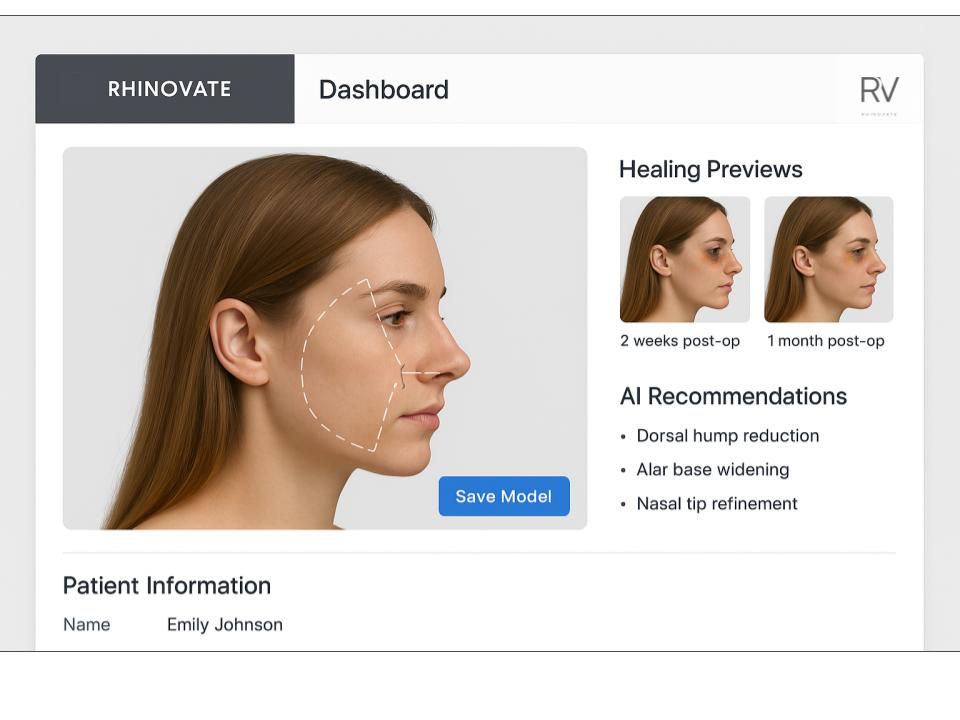 RHINOVATE
Dashboard
RV
RHINOVATE
Healing Previews
2 weeks post-op
1 month post-op
AI Recommendations
• Dorsal hump reduction
• Alar base widening
• Nasal tip refinement
Save Model
Patient Information
Name Emily Johnson